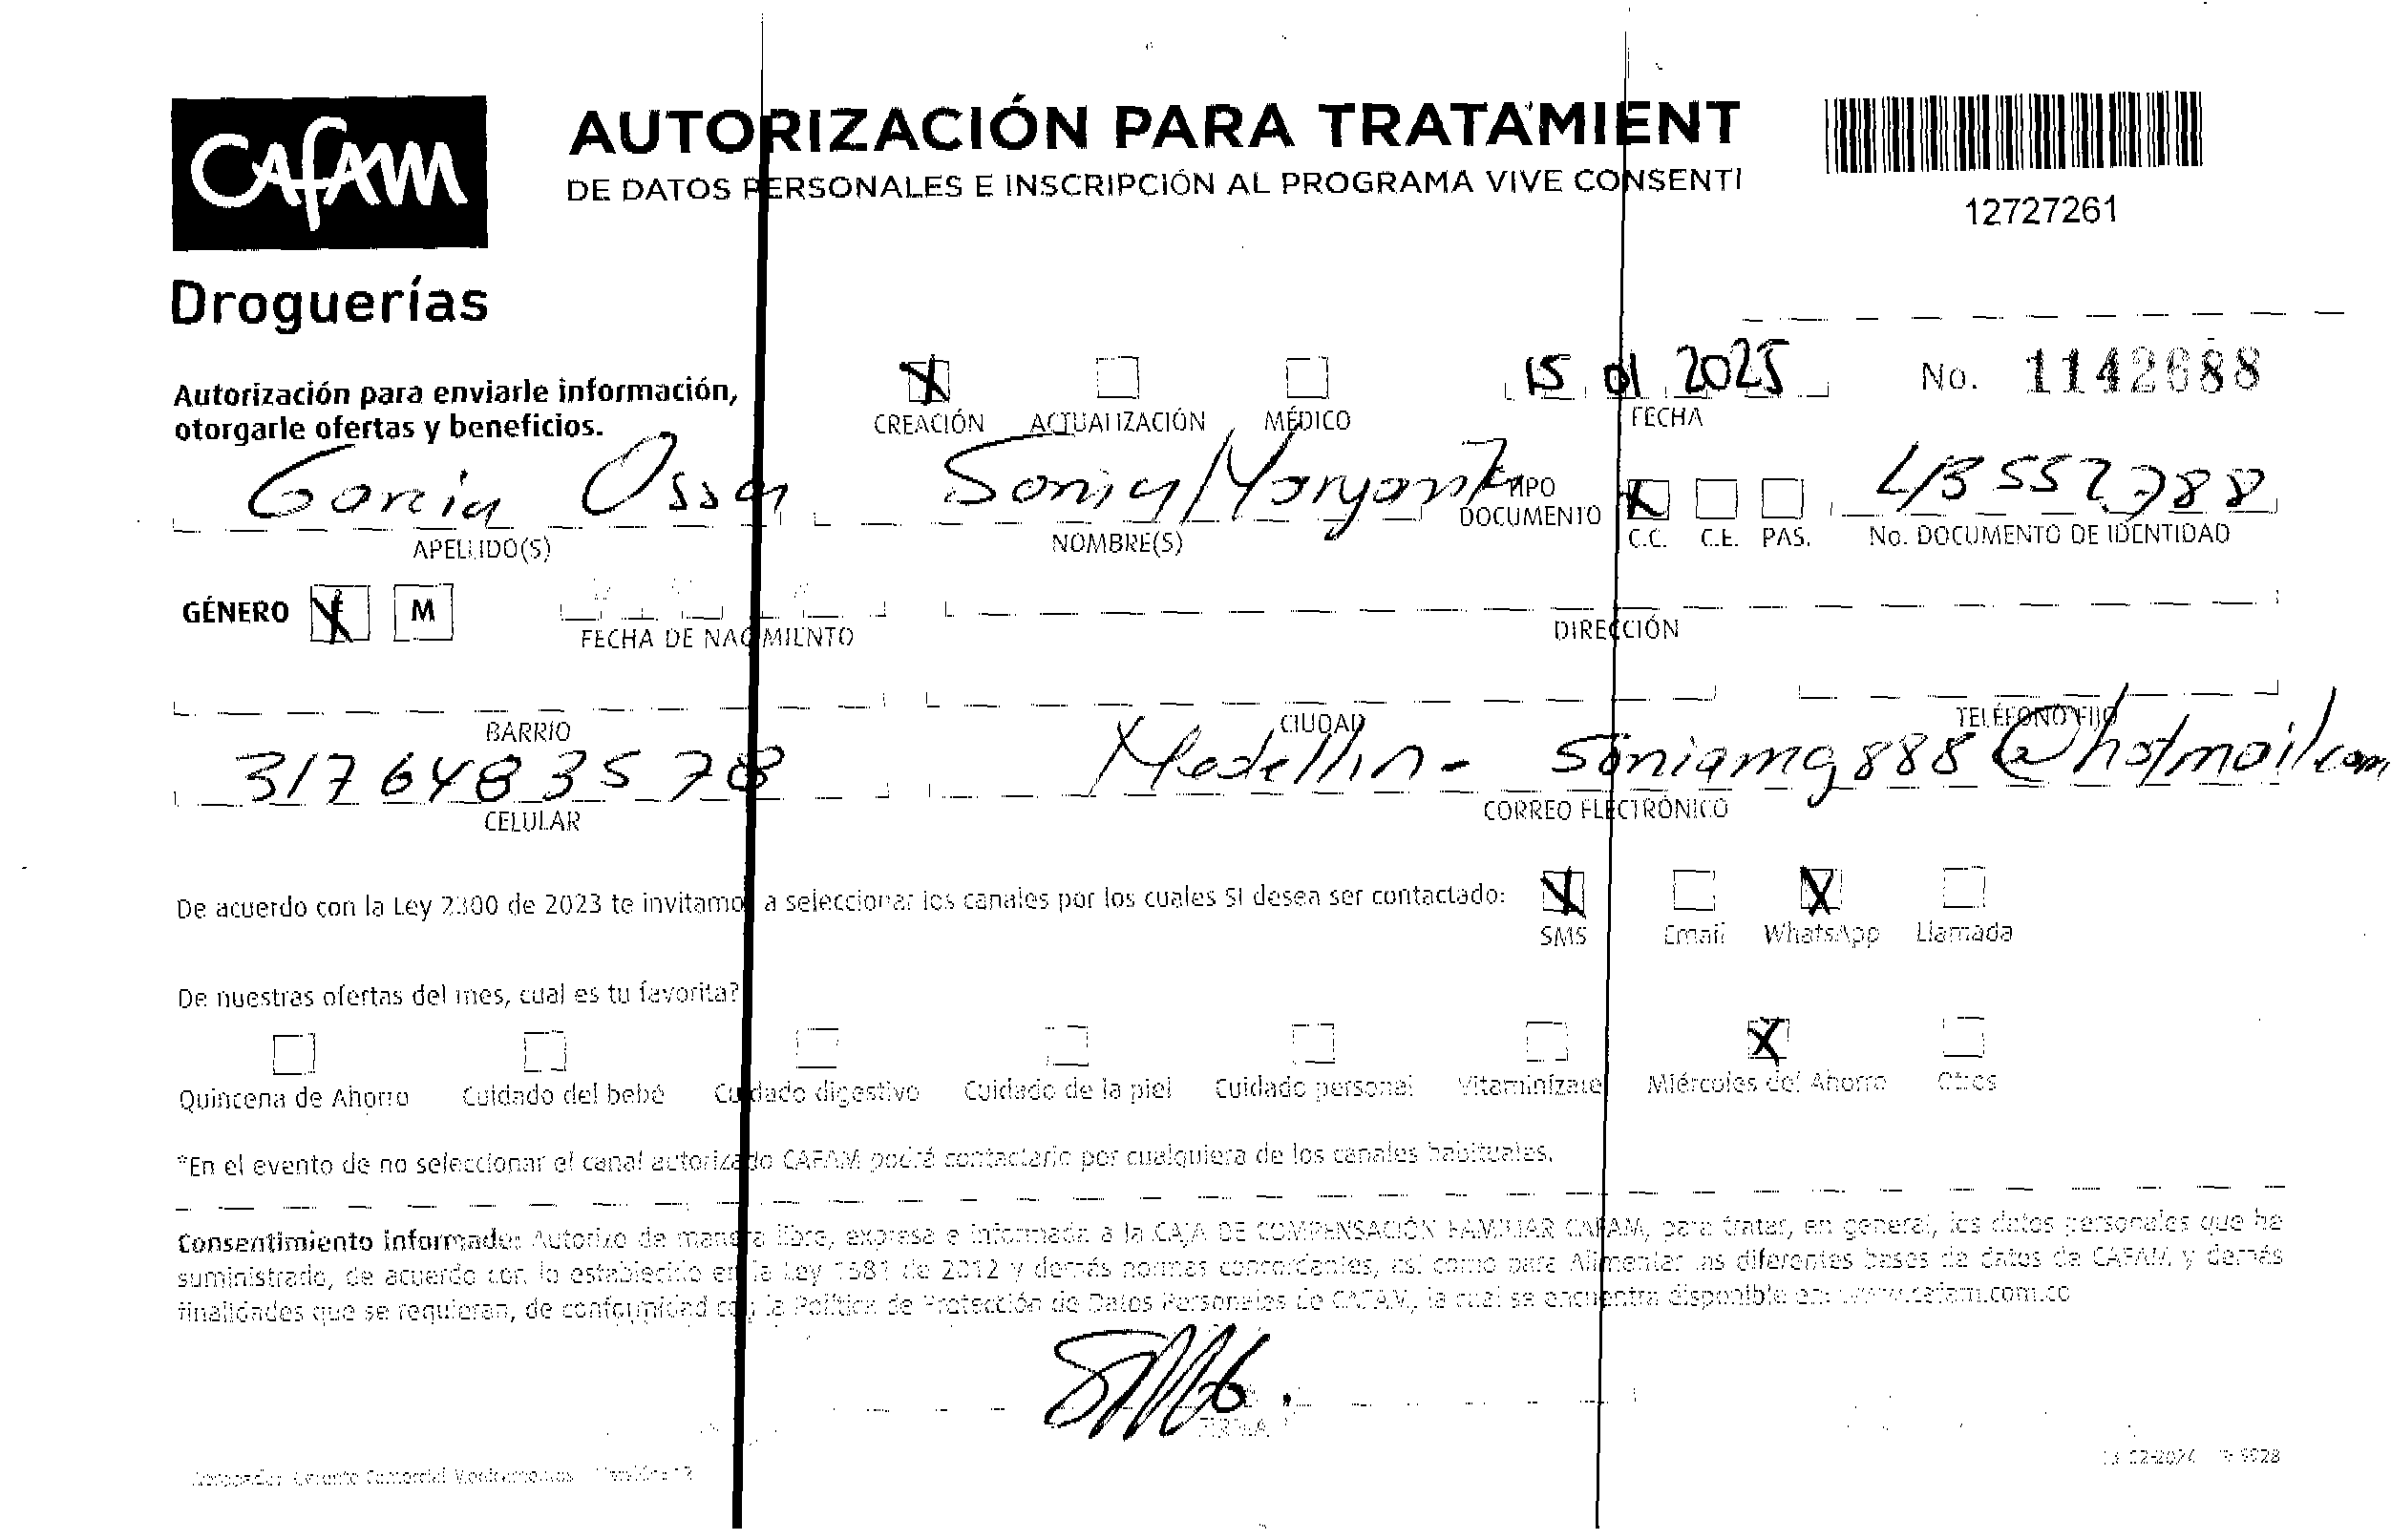 CAFAM
Droguerías
AUTORIZACIÓN PARA TRATAMIENT
DE DATOS PERSONALES E INSCRIPCIÓN AL PROGRAMA VIVE CONSENTI
12727261
Autorización para enviarle información,
otorgarle ofertas y beneficios.
CREACIÓN ACTUALIZACIÓN MÉDICO
15 01 2025
FECHA
No. 1142688
Garcia Ossa
APELLIDO(S)
Sonia
NOMBRE(S)
TIPO
DOCUMENTO
C.C. C.E. PAS.
43552788
No. DOCUMENTO DE IDENTIDAD
GÉNERO M
FECHA DE NACIMIENTO
DIRECCIÓN
BARRIO
CIUDAD
TELÉFONO FIJO
3176483578
CELULAR
Medellin - soniamg888@hotmail.com
CORREO ELECTRÓNICO
De acuerdo con la Ley 2300 de 2023 te invitamos a seleccionar los canales por los cuales SI desea ser contactado:
SMS Email WhatsApp Llamada
De nuestras ofertas del mes, cual es tu favorita?
Quincena de Ahorro Cuidado del bebé Cuidado digestivo Cuidado de la piel Cuidado personal Vitaminízate Miércoles del Ahorro Otros
*En el evento de no seleccionar el canal autorizado CAFAM podrá contactarlo por cualquiera de los canales habituales.
Consentimiento Informado: Autorizo de manera libre, expresa e informada a la CAJA DE COMPENSACIÓN FAMILIAR CAFAM, para tratar, en general, los datos personales que he
suministrado, de acuerdo con lo establecido en la Ley 1581 de 2012 y demás normas concordantes, así como para Alimentar las diferentes bases de datos de CAFAM y demás
finalidades que se requieran, de conformidad con la Política de Protección de Datos Personales de CAFAM, la cual se encuentra disponible en: www.cafam.com.co
FIRMA